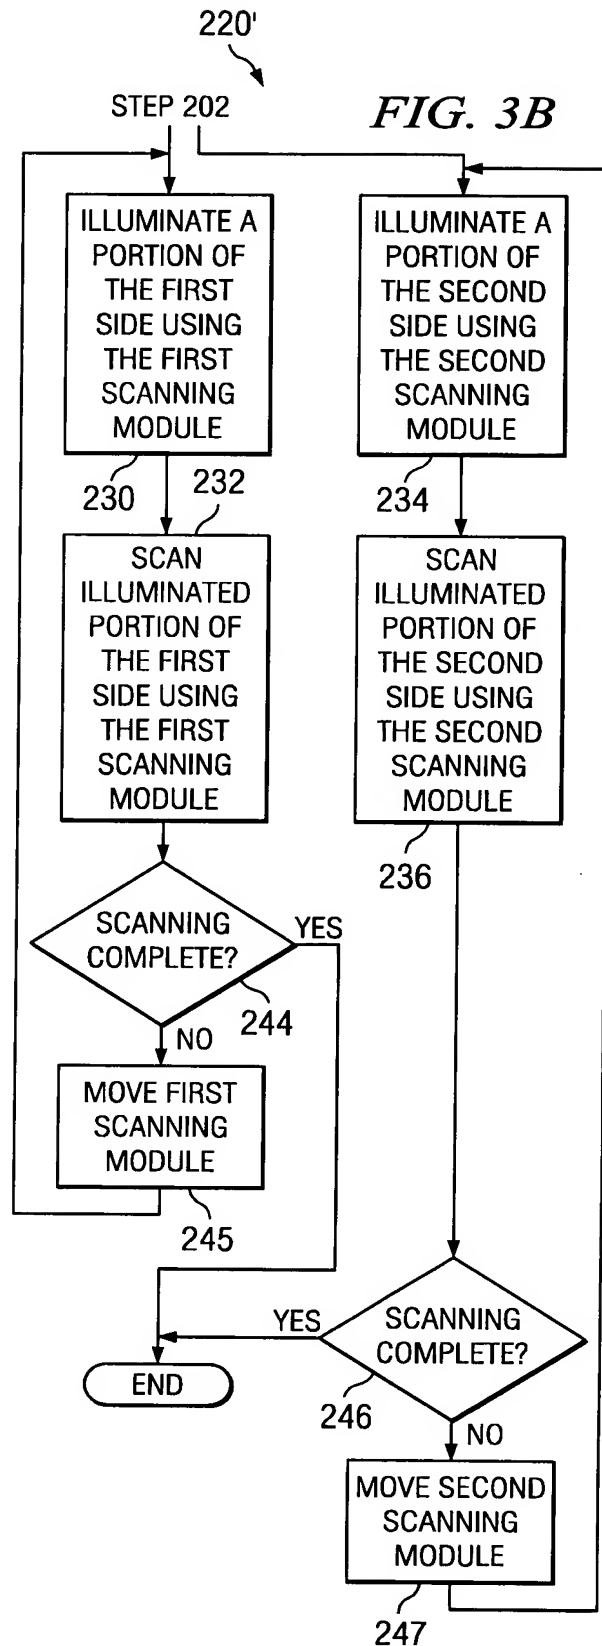 220'
STEP 202
FIG. 3B
ILLUMINATE A
PORTION OF
THE FIRST
SIDE USING
THE FIRST
SCANNING
MODULE
230
232
SCAN
ILLUMINATED
PORTION OF
THE FIRST
SIDE USING
THE FIRST
SCANNING
MODULE
SCANNING
COMPLETE?
YES
244
NO
MOVE FIRST
SCANNING
MODULE
245
ILLUMINATE A
PORTION OF
THE SECOND
SIDE USING
THE SECOND
SCANNING
MODULE
234
SCAN
ILLUMINATED
PORTION OF
THE SECOND
SIDE USING
THE SECOND
SCANNING
MODULE
236
SCANNING
COMPLETE?
YES
246
NO
END
MOVE SECOND
SCANNING
MODULE
247